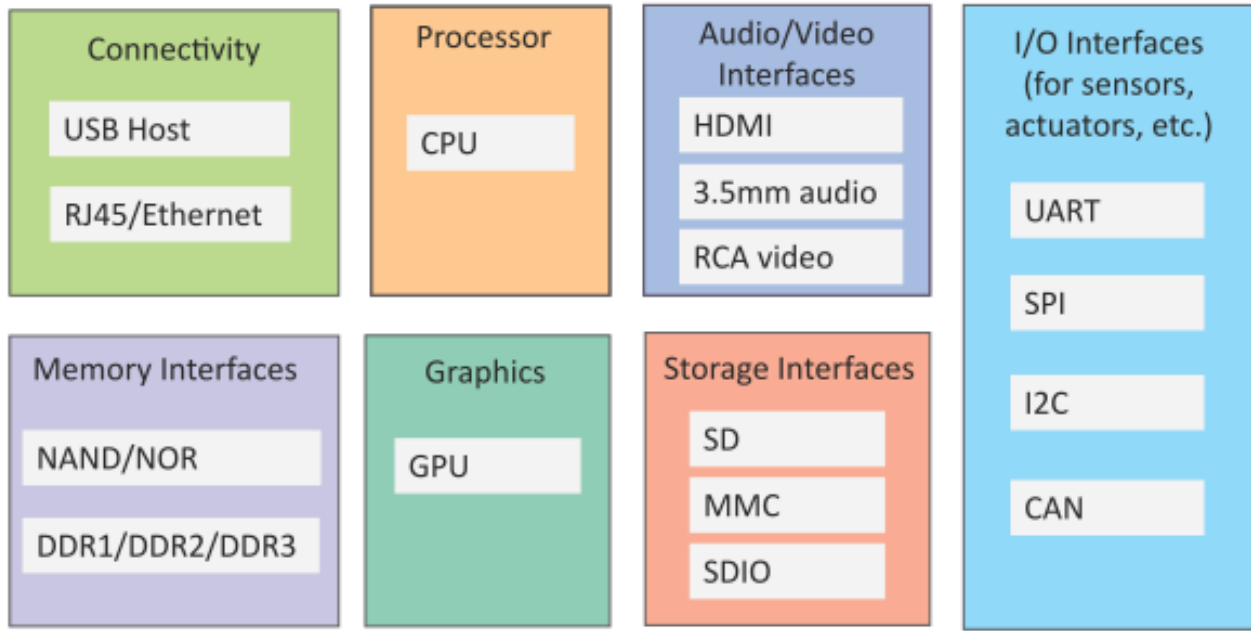 Connectivity
USB Host
RJ45/Ethernet
Processor
CPU
Audio/Video
Interfaces
HDMI
3.5mm audio
RCA video
I/O Interfaces
(for sensors,
actuators, etc.)
UART
SPI
I2C
CAN
Memory Interfaces
NAND/NOR
DDR1/DDR2/DDR3
Graphics
GPU
Storage Interfaces
SD
MMC
SDIO